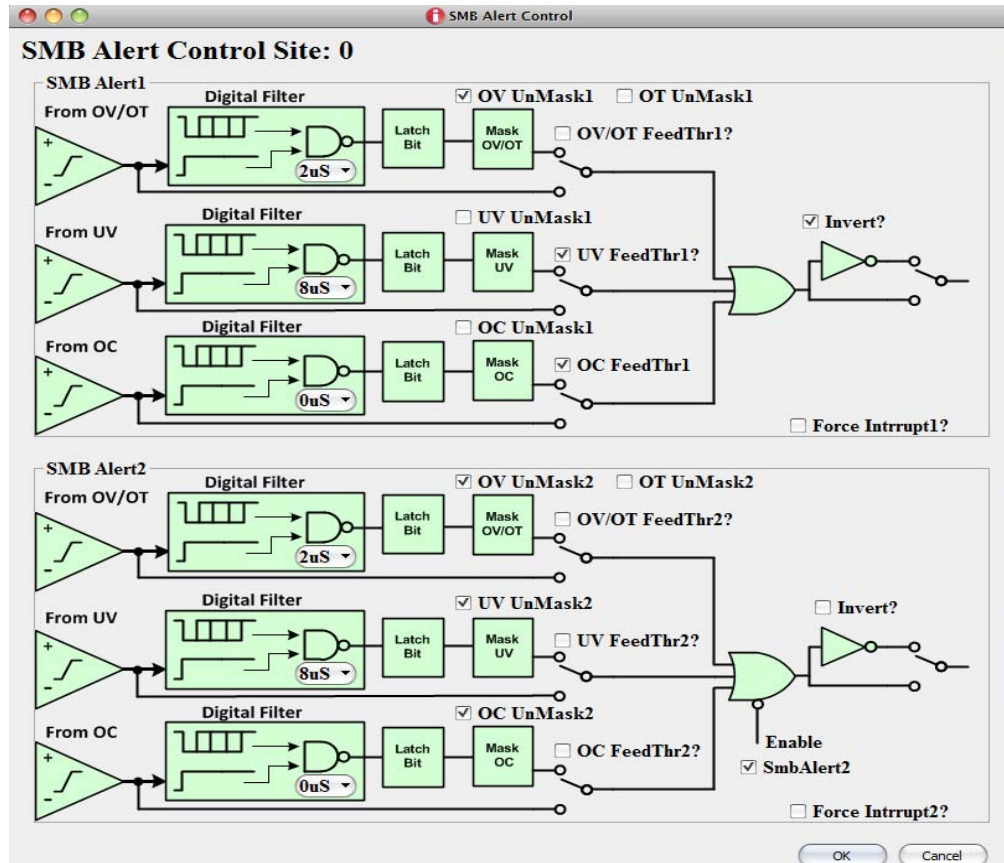 SMB Alert Control
SMB Alert Control Site: 0
SMB Alert1
From OV/OT
Digital Filter
OV UnMask1
OT UnMask1
+
-
2uS
Latch Bit
Mask OV/OT
OV/OT FeedThr1?
From UV
Digital Filter
UV UnMask1
Invert?
+
-
8uS
Latch Bit
Mask UV
UV FeedThr1?
From OC
Digital Filter
OC UnMask1
+
-
0uS
Latch Bit
Mask OC
OC FeedThr1
Force Intrrupt1?
SMB Alert2
From OV/OT
Digital Filter
OV UnMask2
OT UnMask2
+
-
2uS
Latch Bit
Mask OV/OT
OV/OT FeedThr2?
From UV
Digital Filter
UV UnMask2
Invert?
+
-
8uS
Latch Bit
Mask UV
UV FeedThr2?
From OC
Digital Filter
OC UnMask2
+
-
0uS
Latch Bit
Mask OC
OC FeedThr2?
Enable
SmbAlert2
Force Intrrupt2?
OK
Cancel